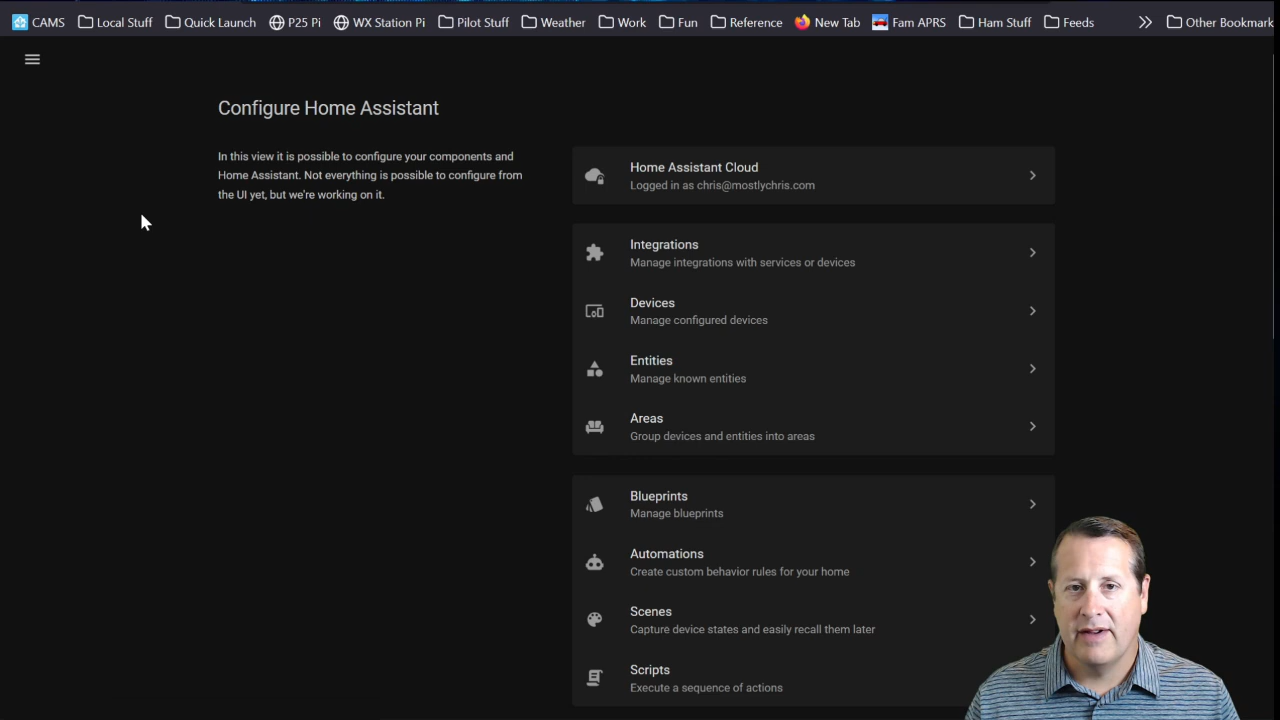 CAMS Local Stuff Quick Launch P25 Pi WX Station Pi Pilot Stuff Weather Work Fun Reference New Tab Fam APRS Ham Stuff Feeds Other Bookmark
Configure Home Assistant
In this view it is possible to configure your components and
Home Assistant. Not everything is possible to configure from
the UI yet, but we're working on it.
Home Assistant Cloud
Logged in as chris@mostlychris.com
Integrations
Manage integrations with services or devices
Devices
Manage configured devices
Entities
Manage known entities
Areas
Group devices and entities into areas
Blueprints
Manage blueprints
Automations
Create custom behavior rules for your home
Scenes
Capture device states and easily recall them later
Scripts
Execute a sequence of actions